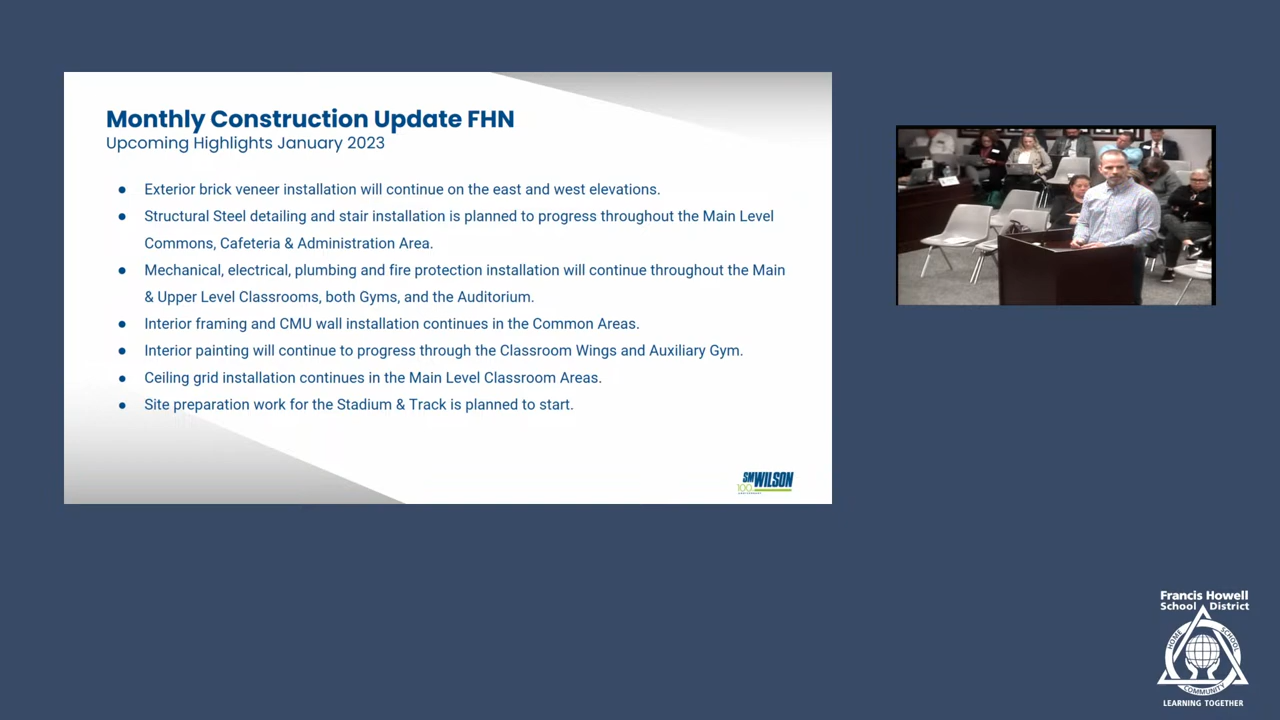 Monthly Construction Update FHN
Upcoming Highlights January 2023
● Exterior brick veneer installation will continue on the east and west elevations.
● Structural Steel detailing and stair installation is planned to progress throughout the Main Level
Commons, Cafeteria & Administration Area.
● Mechanical, electrical, plumbing and fire protection installation will continue throughout the Main
& Upper Level Classrooms, both Gyms, and the Auditorium.
● Interior framing and CMU wall installation continues in the Common Areas.
● Interior painting will continue to progress through the Classroom Wings and Auxiliary Gym.
● Ceiling grid installation continues in the Main Level Classroom Areas.
● Site preparation work for the Stadium & Track is planned to start.
SMWILSON
100
Francis Howell
School District
HOME
SCHOOL
COMMUNITY
LEARNING TOGETHER